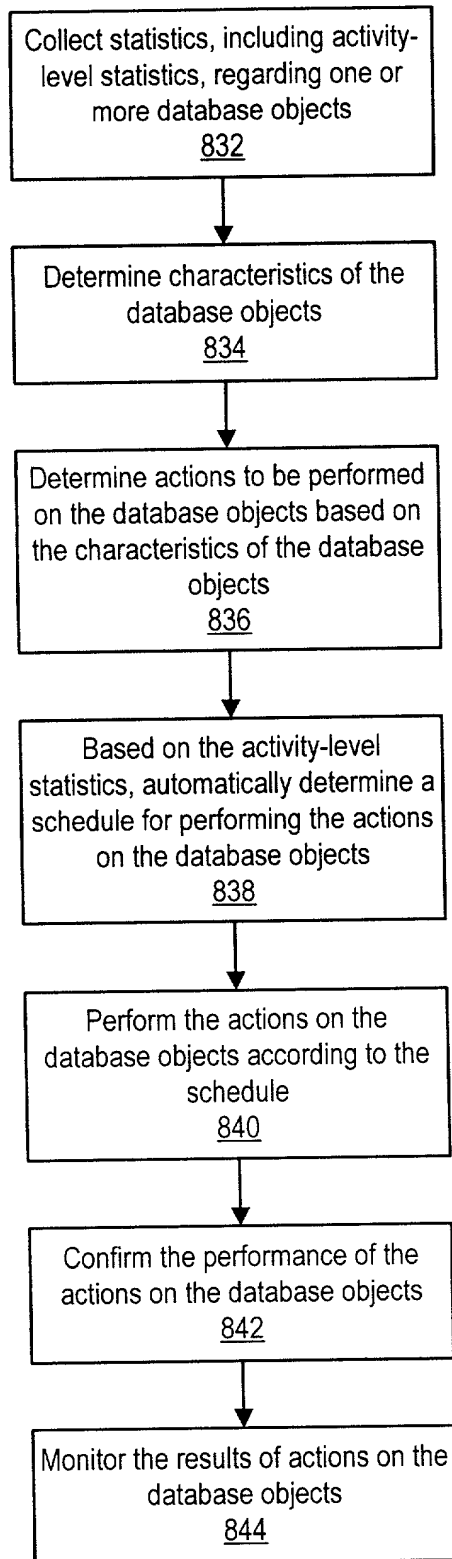 Collect statistics, including activity-
level statistics, regarding one or
more database objects
832
Determine characteristics of the
database objects
834
Determine actions to be performed
on the database objects based on
the characteristics of the database
objects
836
Based on the activity-level
statistics, automatically determine a
schedule for performing the actions
on the database objects
838
Perform the actions on the
database objects according to the
schedule
840
Confirm the performance of the
actions on the database objects
842
Monitor the results of actions on the
database objects
844